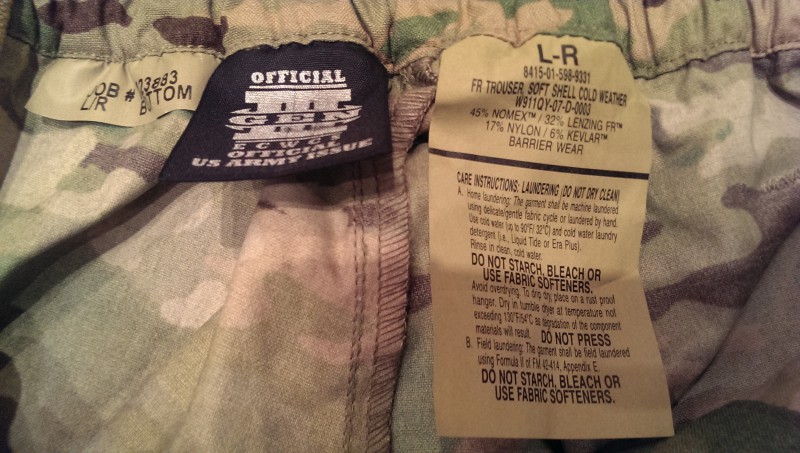 JOB # 03883
L/R BOTTOM
OFFICIAL
III
GEN
E C W C S
OFFICIAL
US ARMY ISSUE
L-R
8415-01-598-9331
FR TROUSER, SOFT SHELL COLD WEATHER
W911QY-07-D-0003
45% NOMEX™ / 32% LENZING FR™
17% NYLON / 6% KEVLAR™
BARRIER WEAR
CARE INSTRUCTIONS: LAUNDERING (DO NOT DRY CLEAN)
A. Home laundering: The garment shall be machine laundered
using delicate/gentle fabric cycle or laundered by hand.
Use cold water (up to 90°F/ 32°C) and cold water laundry
detergent (i.e., Liquid Tide or Era Plus).
Rinse in clean, cold water.
DO NOT STARCH, BLEACH OR
USE FABRIC SOFTENERS.
Avoid overdrying. To drip dry, place on a rust proof
hanger. Dry in tumble dryer at temperature not
exceeding 130°F/54°C as degradation of the component
materials will result. DO NOT PRESS
B. Field laundering: The garment shall be field laundered
using Formula II of FM 42-414, Appendix E.
DO NOT STARCH, BLEACH OR
USE FABRIC SOFTENERS.